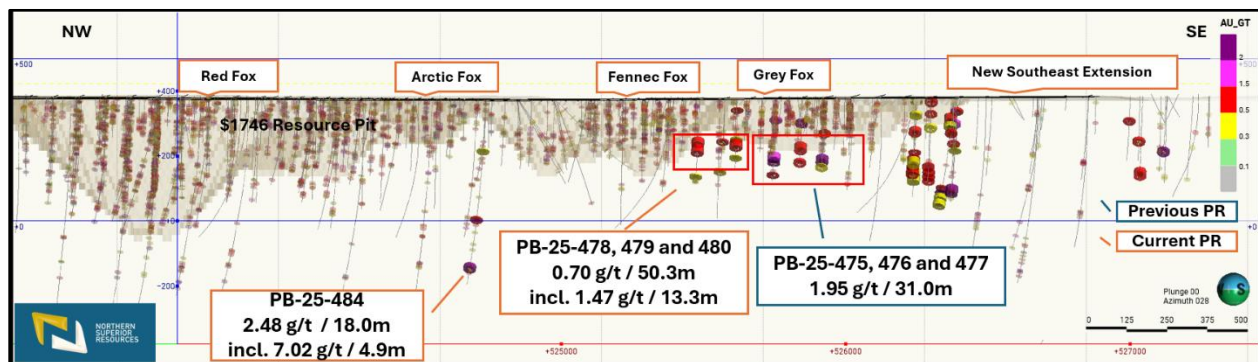 NW
SE
AU_GT
+500
+500
2
1.5
0.5
0.3
0.1
Red Fox
Arctic Fox
Fennec Fox
Grey Fox
New Southeast Extension
+400
$1746 Resource Pit
+200
+0
+0
+0
-200
Previous PR
Current PR
PB-25-478, 479 and 480
0.70 g/t / 50.3m
incl. 1.47 g/t / 13.3m
PB-25-475, 476 and 477
1.95 g/t / 31.0m
PB-25-484
2.48 g/t / 18.0m
incl. 7.02 g/t / 4.9m
NORTHERN
SUPERIOR
RESOURCES
Plunge 00
Azimuth 028
S
0 125 250 375 500
+525000
+526000
+527000